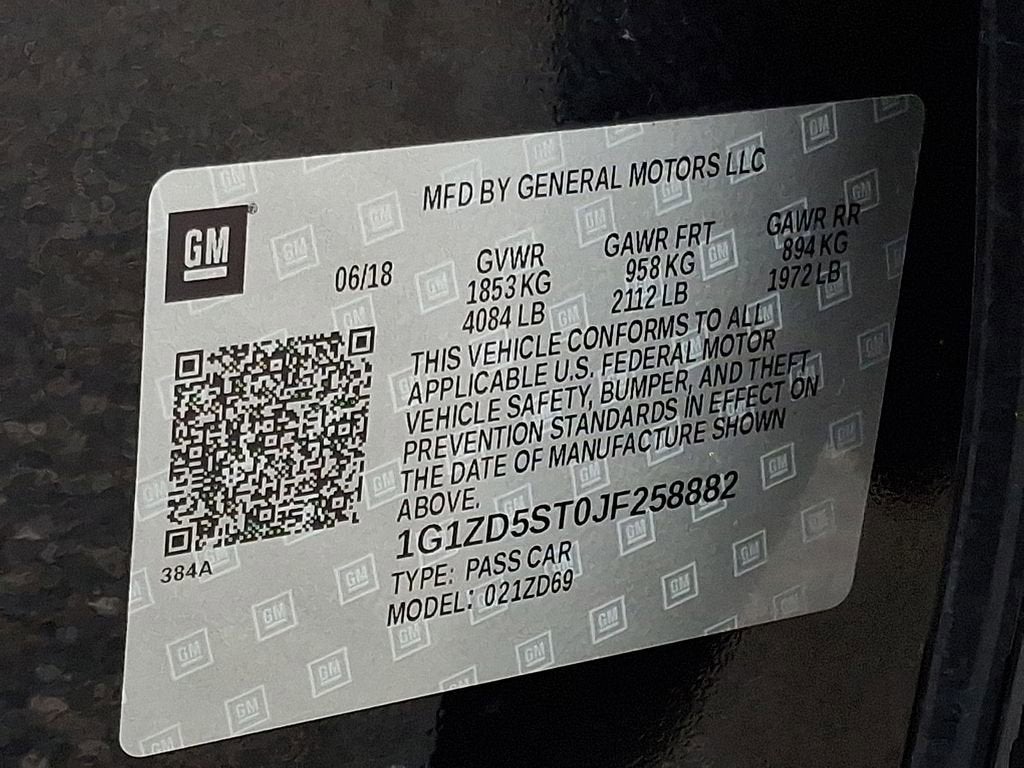 MFD BY GENERAL MOTORS LLC
GM
06/18
GVWR GAWR FRT GAWR RR
1853 KG 958 KG 894 KG
4084 LB 2112 LB 1972 LB
THIS VEHICLE CONFORMS TO ALL
APPLICABLE U.S. FEDERAL MOTOR
VEHICLE SAFETY, BUMPER, AND THEFT
PREVENTION STANDARDS IN EFFECT ON
THE DATE OF MANUFACTURE SHOWN
ABOVE.
1G1ZD5ST0JF258882
TYPE: PASS CAR
MODEL: 021ZD69
384A